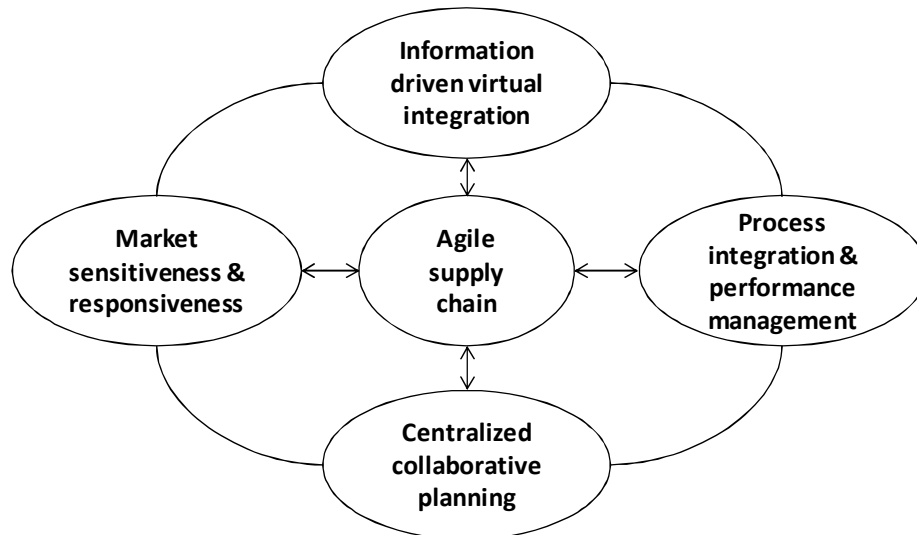 Information
driven virtual
integration
Market
sensitiveness &
responsiveness
Agile
supply
chain
Process
integration &
performance
management
Centralized
collaborative
planning